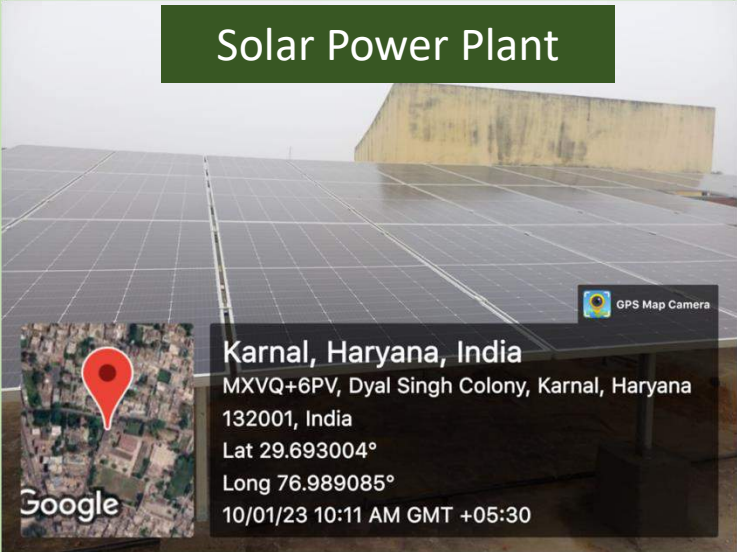 Solar Power Plant
GPS Map Camera
Karnal, Haryana, India
MXVQ+6PV, Dyal Singh Colony, Karnal, Haryana
132001, India
Lat 29.693004°
Long 76.989085°
10/01/23 10:11 AM GMT +05:30
Google